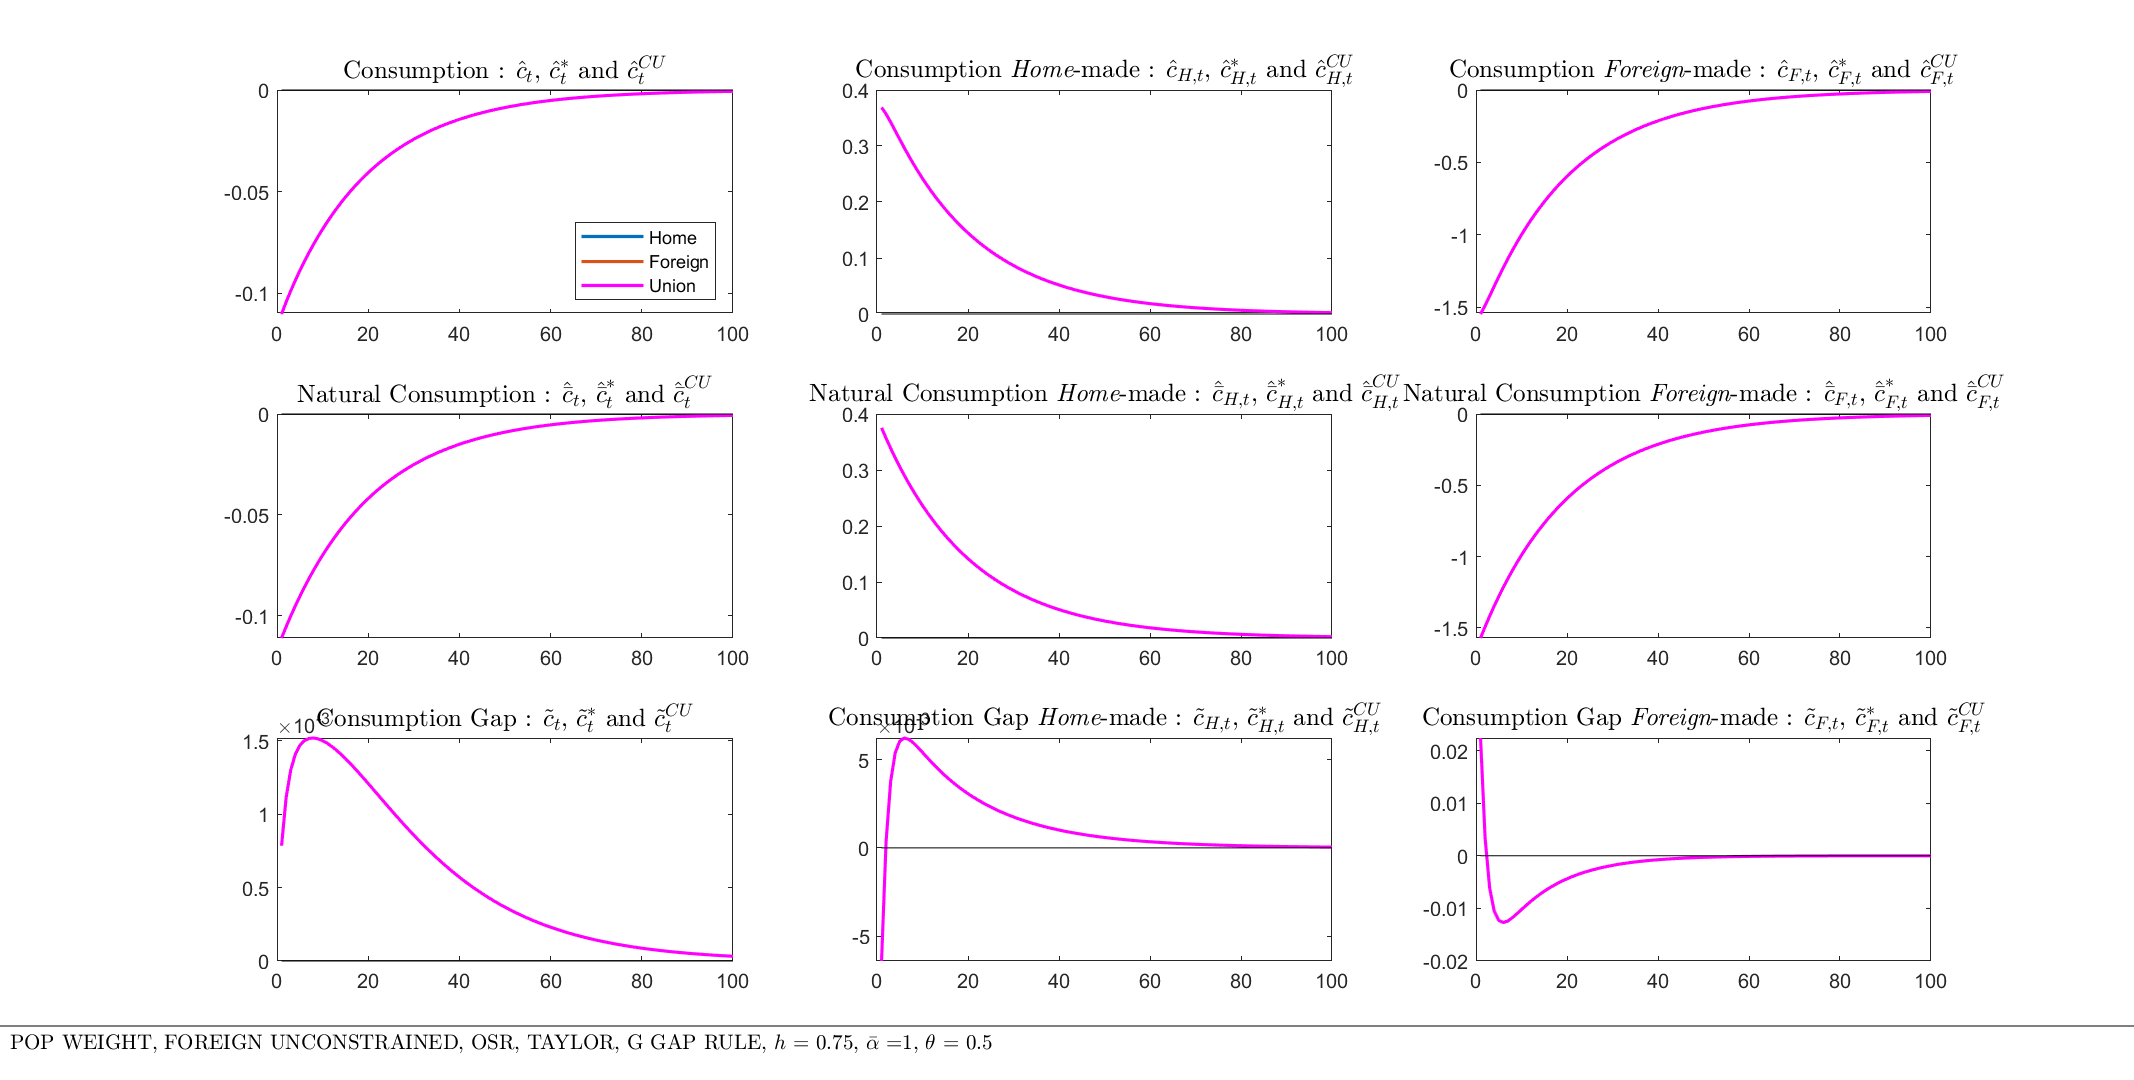 Consumption : ĉ_t, ĉ*_t and ĉ^CU_t
0
-0.05
-0.1
0 20 40 60 80 100
Home
Foreign
Union
Consumption Home-made : ĉ_H,t, ĉ*_H,t and ĉ^CU_H,t
0.4
0.3
0.2
0.1
0
0 20 40 60 80 100
Consumption Foreign-made : ĉ_F,t, ĉ*_F,t and ĉ^CU_F,t
0
-0.5
-1
-1.5
0 20 40 60 80 100
Natural Consumption : ĉ̄_t, ĉ̄*_t and ĉ̄^CU_t
0
-0.05
-0.1
0 20 40 60 80 100
Natural Consumption Home-made : ĉ̄_H,t, ĉ̄*_H,t and ĉ̄^CU_H,t
0.4
0.3
0.2
0.1
0
0 20 40 60 80 100
Natural Consumption Foreign-made : ĉ̄_F,t, ĉ̄*_F,t and ĉ̄^CU_F,t
0
-0.5
-1
-1.5
0 20 40 60 80 100
Consumption Gap : c̃_t, c̃*_t and c̃^CU_t
×10^-3
1.5
1
0.5
0
0 20 40 60 80 100
Consumption Gap Home-made : c̃_H,t, c̃*_H,t and c̃^CU_H,t
×10^-3
5
0
-5
0 20 40 60 80 100
Consumption Gap Foreign-made : c̃_F,t, c̃*_F,t and c̃^CU_F,t
0.02
0.01
0
-0.01
-0.02
0 20 40 60 80 100
POP WEIGHT, FOREIGN UNCONSTRAINED, OSR, TAYLOR, G GAP RULE, h = 0.75, ᾱ =1, θ = 0.5